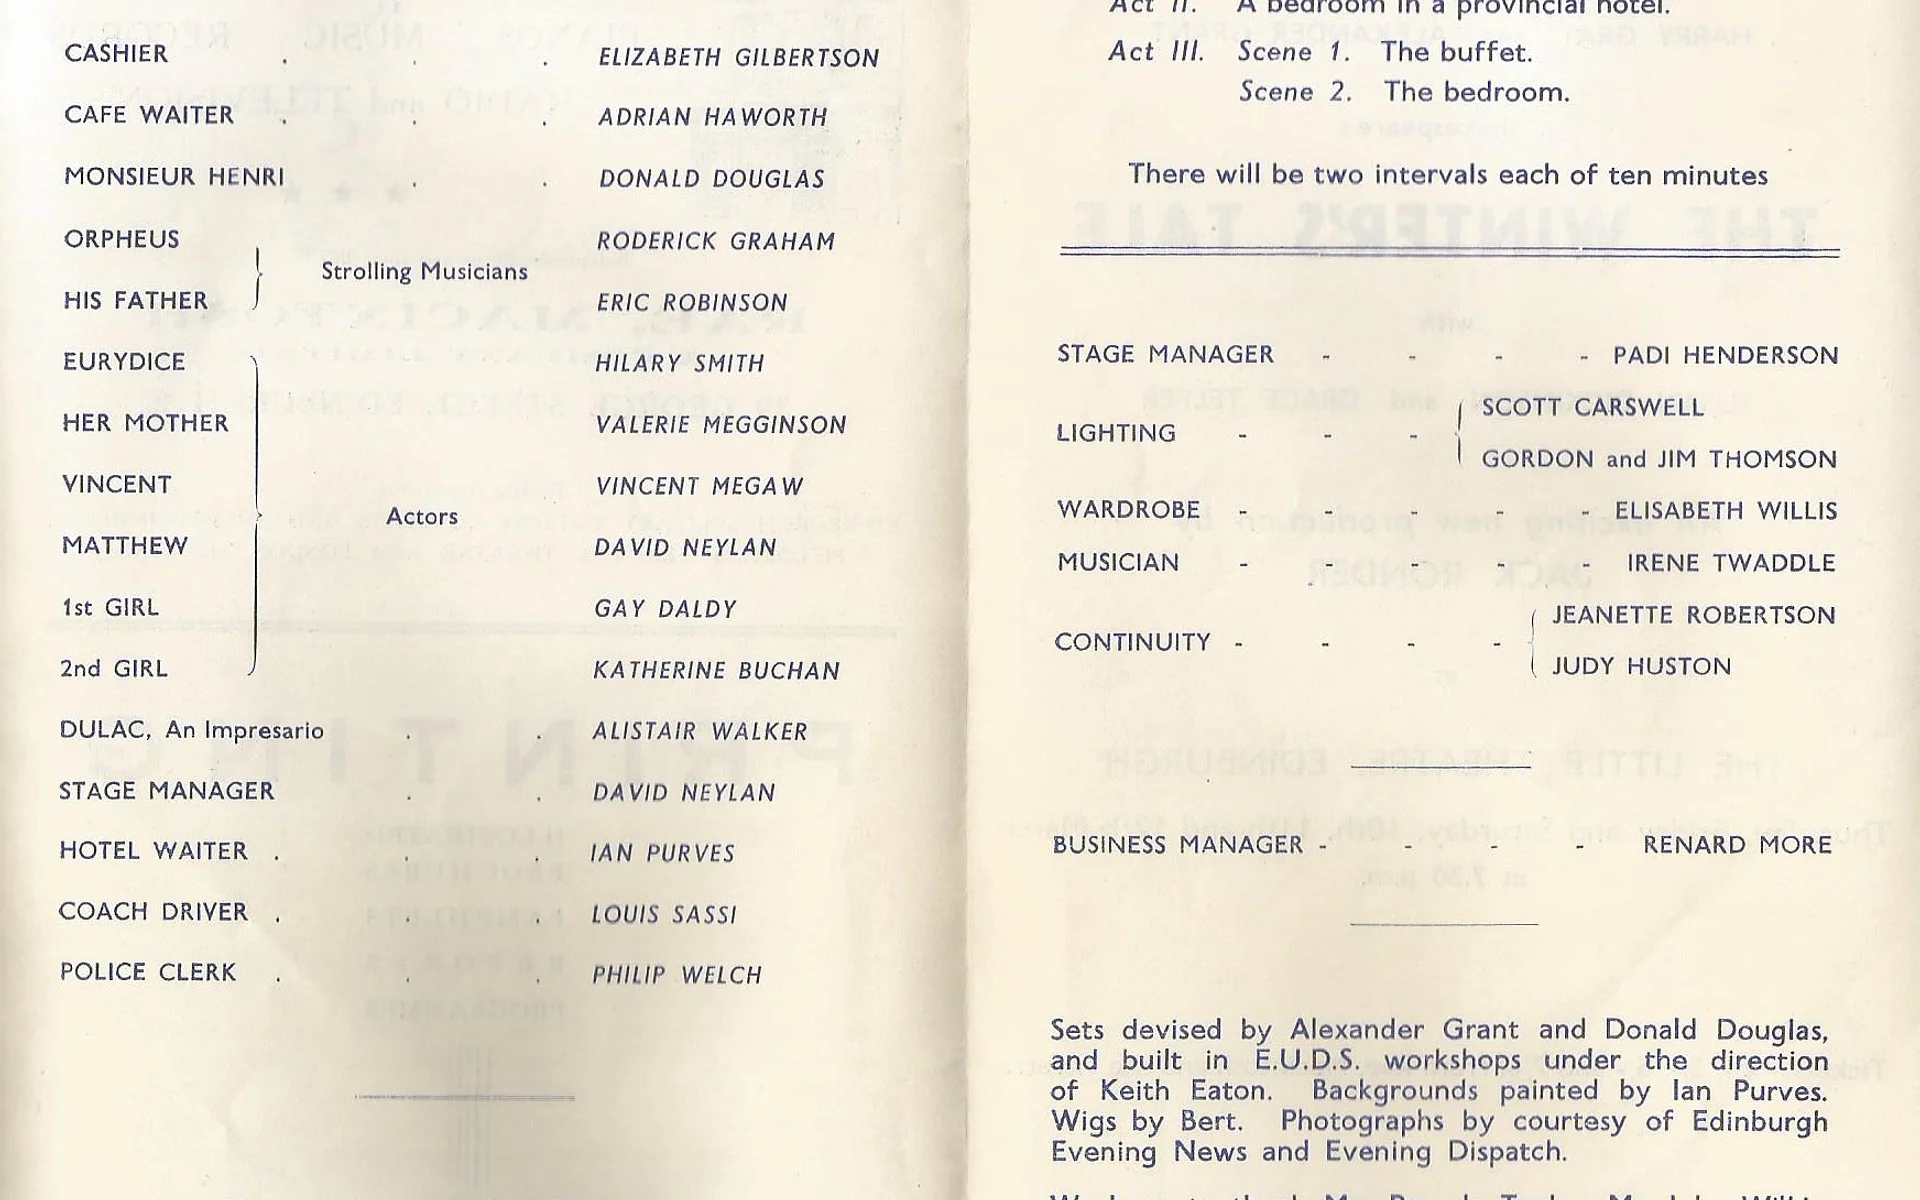 CASHIER . . . ELIZABETH GILBERTSON
CAFE WAITER . . . ADRIAN HAWORTH
MONSIEUR HENRI . . DONALD DOUGLAS
ORPHEUS RODERICK GRAHAM
Strolling Musicians
HIS FATHER ERIC ROBINSON
EURYDICE HILARY SMITH
HER MOTHER VALERIE MEGGINSON
VINCENT VINCENT MEGAW
Actors
MATTHEW DAVID NEYLAN
1st GIRL GAY DALDY
2nd GIRL KATHERINE BUCHAN
DULAC, An Impresario . . ALISTAIR WALKER
STAGE MANAGER . . DAVID NEYLAN
HOTEL WAITER . . . IAN PURVES
COACH DRIVER . . LOUIS SASSI
POLICE CLERK . . . PHILIP WELCH
Act II. A bedroom in a provincial hotel.
Act III. Scene 1. The buffet.
Scene 2. The bedroom.
There will be two intervals each of ten minutes
STAGE MANAGER - - - - PADI HENDERSON
SCOTT CARSWELL
LIGHTING - - -
GORDON and JIM THOMSON
WARDROBE - - - - - ELISABETH WILLIS
MUSICIAN - - - - - IRENE TWADDLE
JEANETTE ROBERTSON
CONTINUITY - - - -
JUDY HUSTON
BUSINESS MANAGER - - - - RENARD MORE
Sets devised by Alexander Grant and Donald Douglas,
and built in E.U.D.S. workshops under the direction
of Keith Eaton. Backgrounds painted by Ian Purves.
Wigs by Bert. Photographs by courtesy of Edinburgh
Evening News and Evening Dispatch.